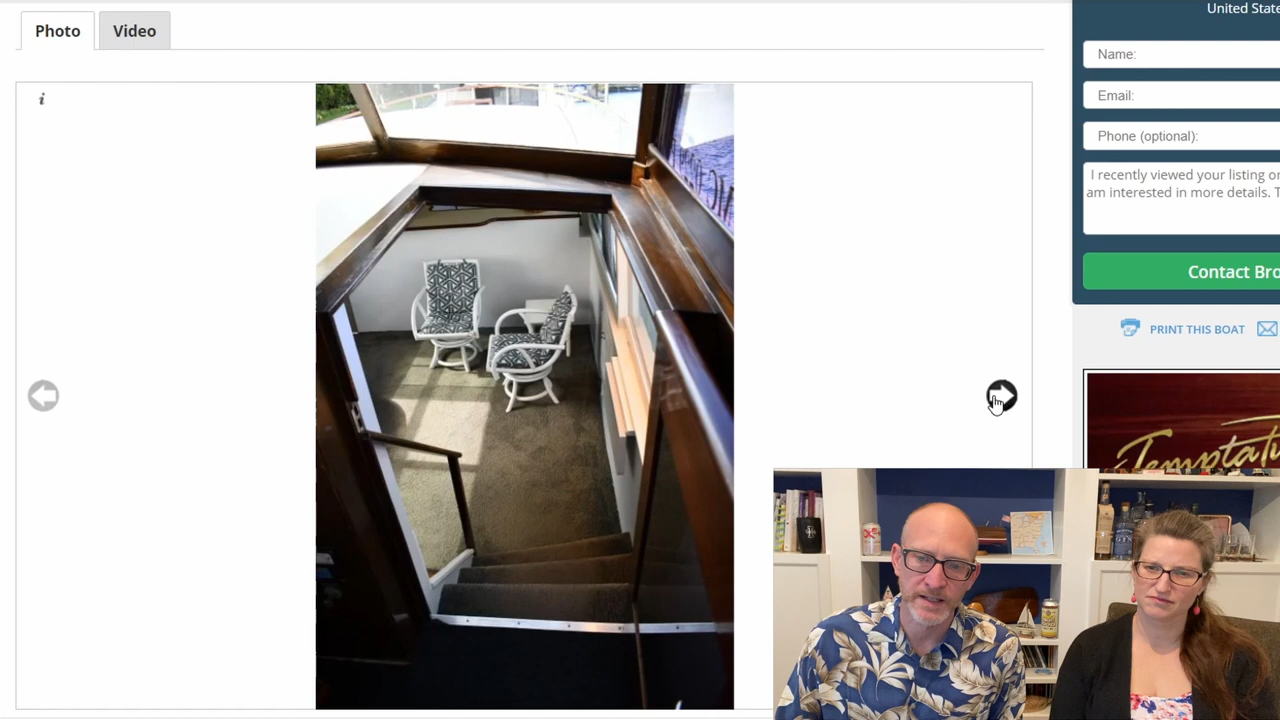 United State
Photo
Video
i
Name:
Email:
Phone (optional):
I recently viewed your listing or
am interested in more details. T
Contact Bro
PRINT THIS BOAT
Temptati
GIN